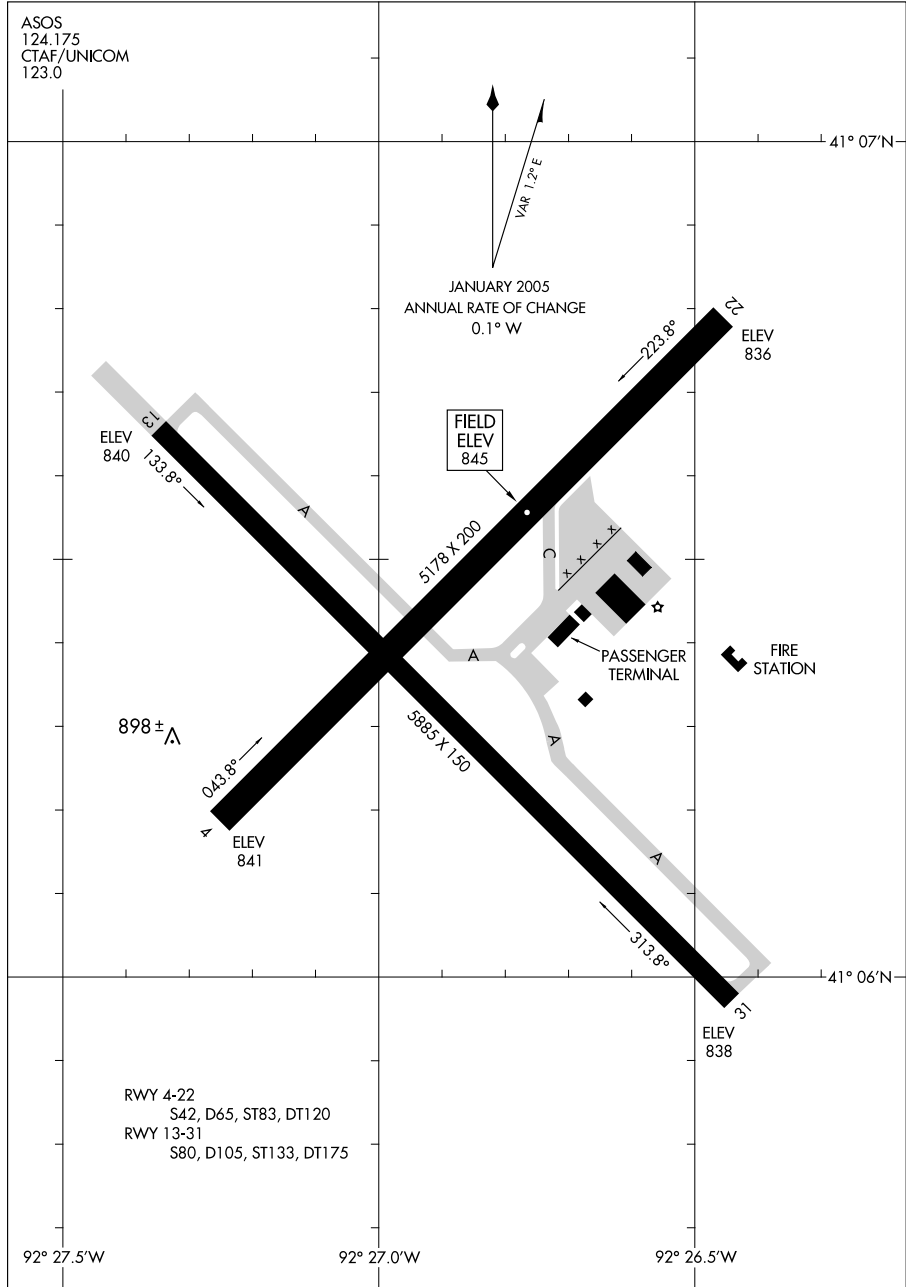 ASOS
124.175
CTAF/UNICOM
123.0
41° 07'N
VAR 1.2° E
JANUARY 2005
ANNUAL RATE OF CHANGE
0.1° W
22
ELEV
836
223.8°
FIELD
ELEV
845
13
ELEV
840
133.8°
A
5178 X 200
C
x x x x
A
PASSENGER
TERMINAL
FIRE
STATION
898 ±
5885 X 150
A
043.8°
4
ELEV
841
A
313.8°
41° 06'N
31
ELEV
838
RWY 4-22
S42, D65, ST83, DT120
RWY 13-31
S80, D105, ST133, DT175
92° 27.5'W
92° 27.0'W
92° 26.5'W